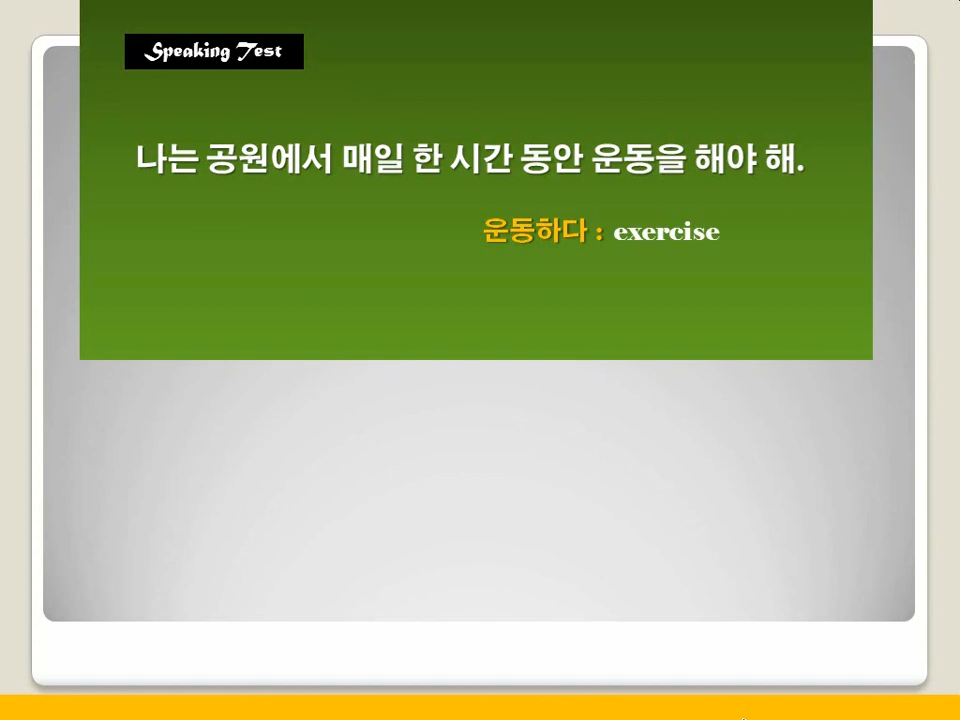 Speaking Test
나는 공원에서 매일 한 시간 동안 운동을 해야 해.
운동하다 : exercise